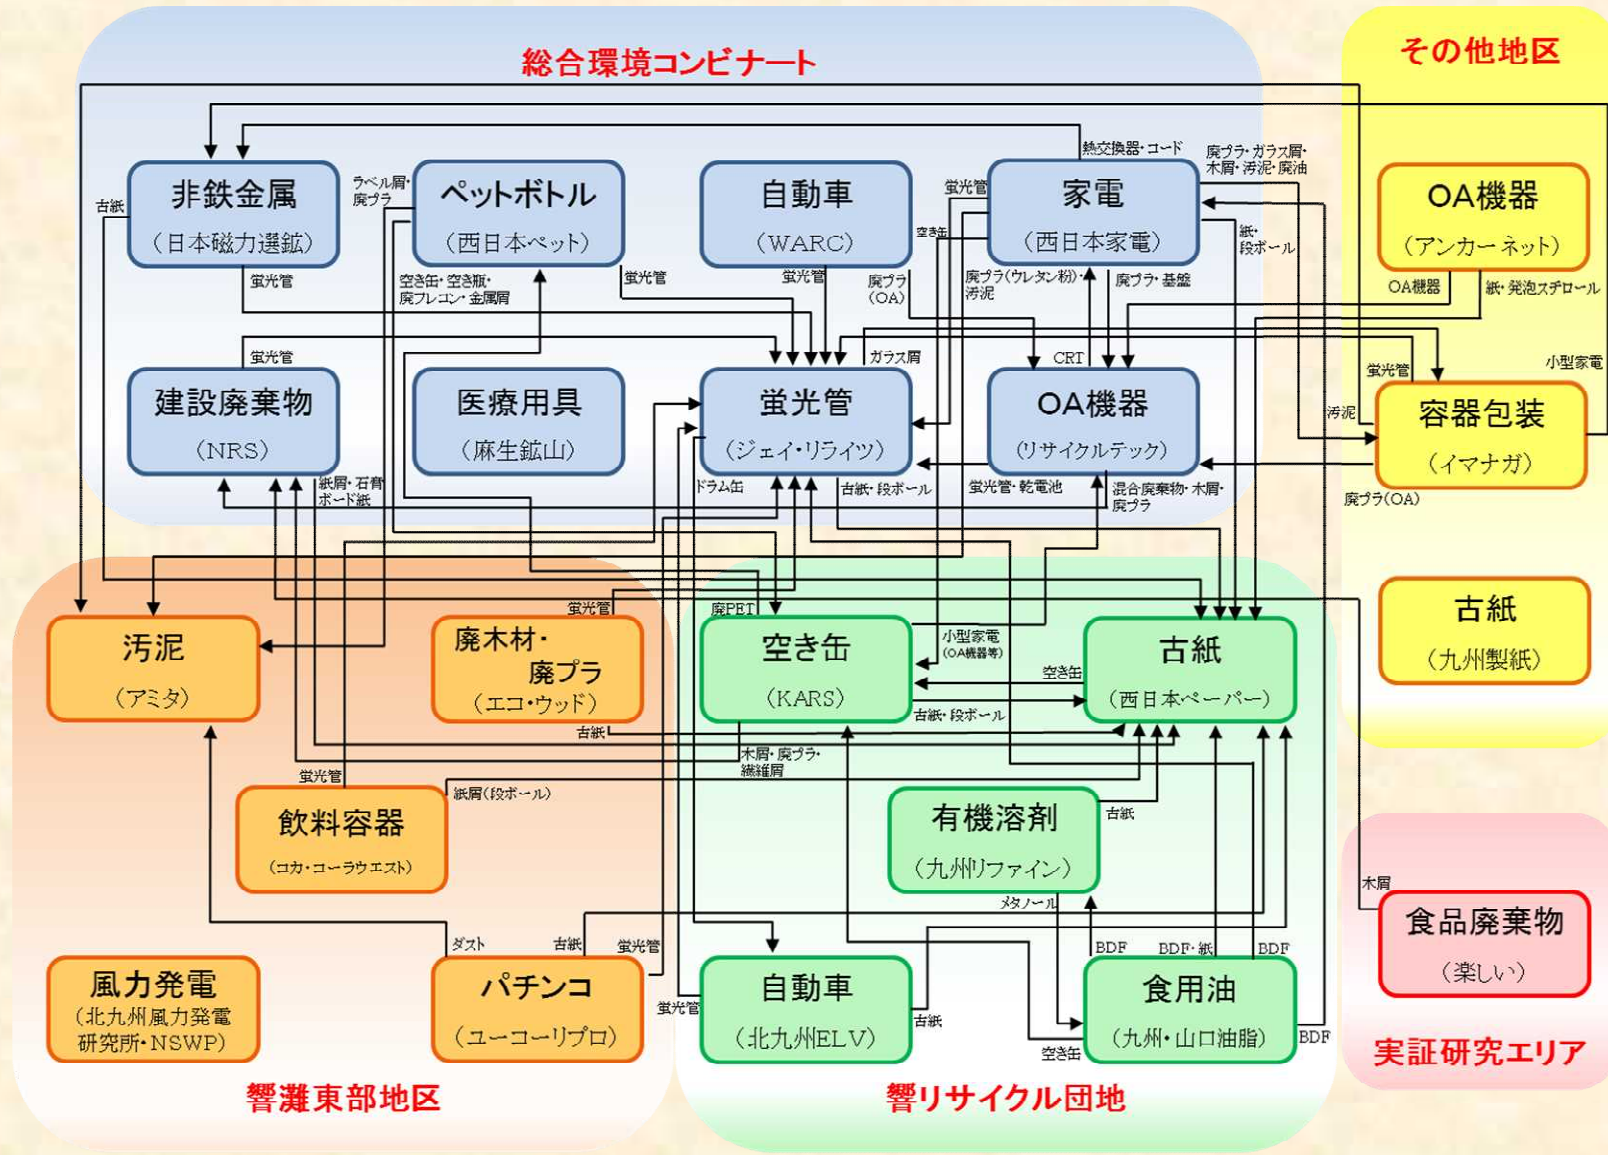 総合環境コンビナート
その他地区
熱交換器・コード
廃プラ・ガラス屑・
木屑・汚泥・廃油
古紙
非鉄金属
（日本磁力選鉱）
ラベル屑・
廃プラ
ペットボトル
（西日本ペット）
自動車
（WARC）
蛍光管
空き缶
家電
（西日本家電）
紙・
段ボール
OA機器
（アンカーネット）
蛍光管
空き缶・空き瓶・
廃フレコン・金属屑
蛍光管
蛍光管
廃プラ
（OA）
廃プラ（ウレタン粉）・
汚泥
廃プラ・基盤
OA機器
紙・発泡スチロール
蛍光管
ガラス屑
CRT
蛍光管
小型家電
建設廃棄物
（NRS）
医療用具
（麻生鉱山）
蛍光管
（ジェイ・リライツ）
OA機器
（リサイクルテック）
汚泥
容器包装
（イマナガ）
紙屑・石膏
ボード紙
ドラム缶
古紙・段ボール
蛍光管・乾電池
混合廃棄物・木屑・
廃プラ
廃プラ（OA）
蛍光管
廃PET
汚泥
（アミタ）
廃木材・
廃プラ
（エコ・ウッド）
空き缶
（KARS）
小型家電
（OA機器等）
空き缶
古紙
（西日本ペーパー）
古紙
（九州製紙）
古紙
古紙・段ボール
木屑・廃プラ・
繊維屑
蛍光管
紙屑（段ボール）
飲料容器
（コカ・コーラウエスト）
有機溶剤
（九州リファイン）
古紙
メタノール
木屑
食品廃棄物
（楽しい）
ダスト
古紙
蛍光管
BDF
BDF・紙
BDF
風力発電
（北九州風力発電
研究所・NSWP）
パチンコ
（ユーコーリプロ）
蛍光管
自動車
（北九州ELV）
古紙
空き缶
食用油
（九州・山口油脂）
BDF
実証研究エリア
響灘東部地区
響リサイクル団地